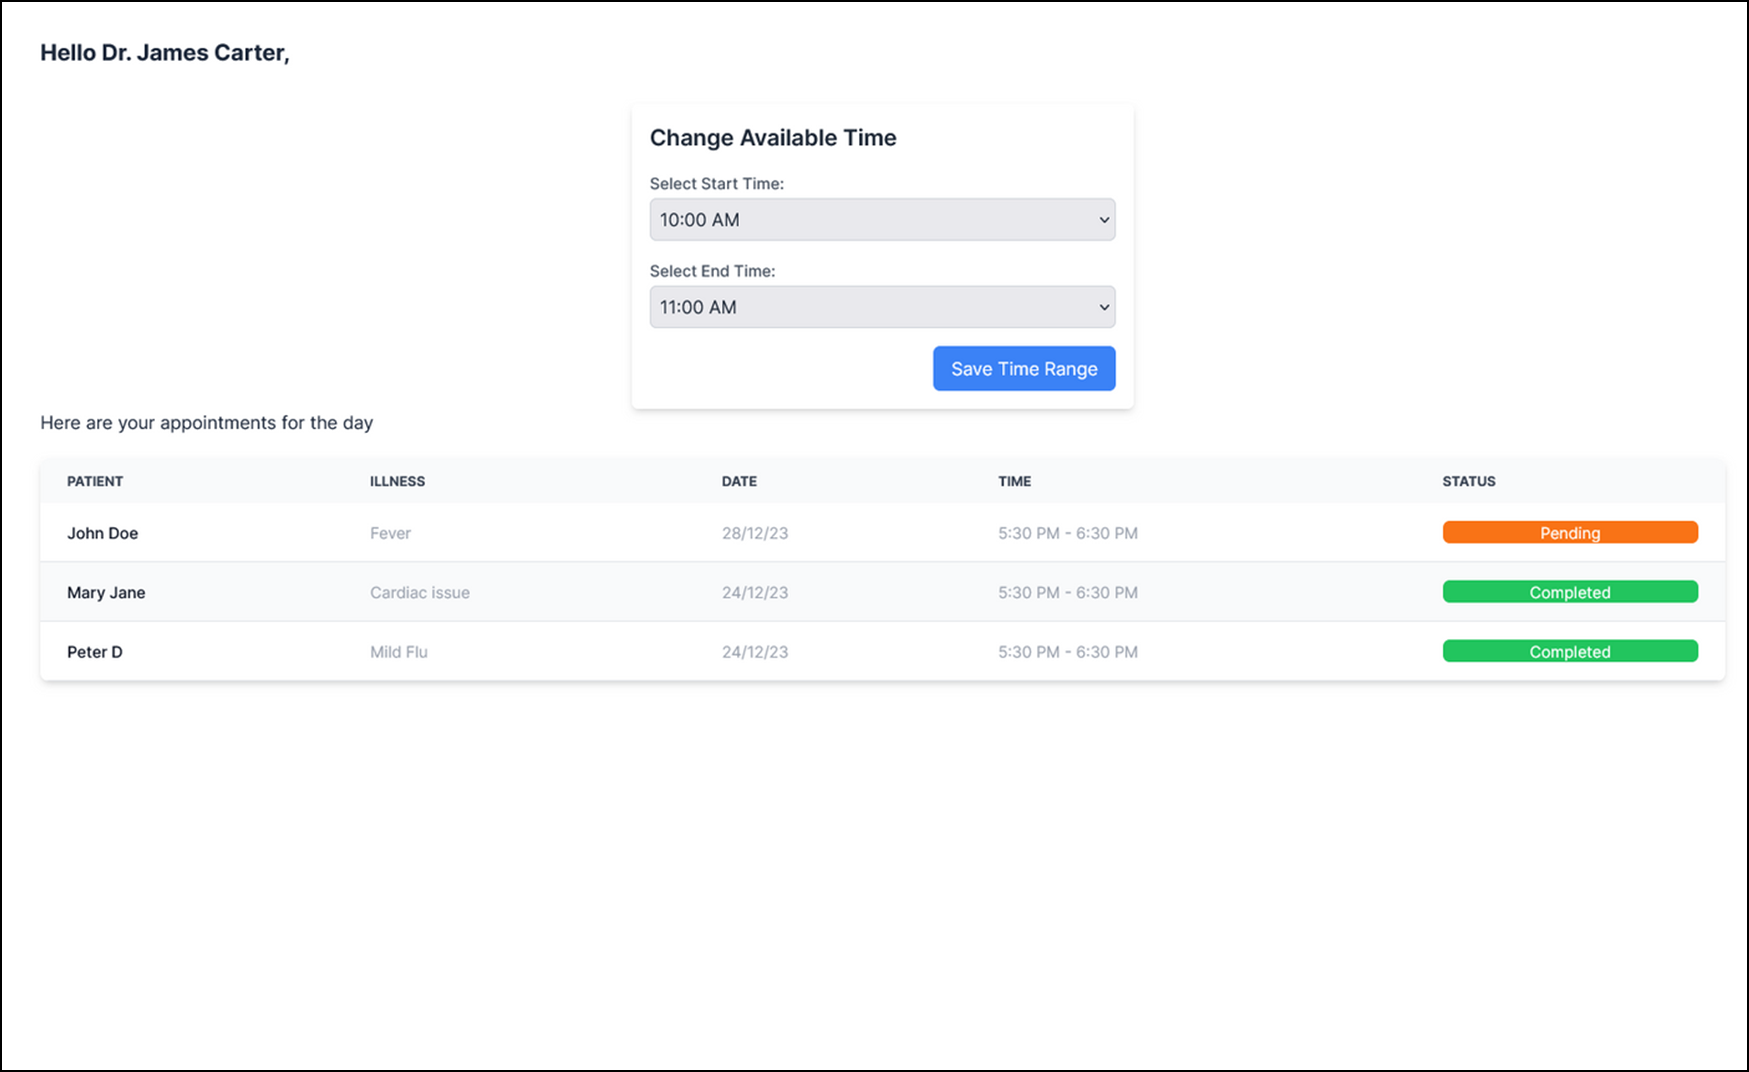 Hello Dr. James Carter,
Change Available Time
Select Start Time:
10:00 AM
Select End Time:
11:00 AM
Save Time Range
Here are your appointments for the day
PATIENT ILLNESS DATE TIME STATUS
John Doe Fever 28/12/23 5:30 PM - 6:30 PM Pending
Mary Jane Cardiac issue 24/12/23 5:30 PM - 6:30 PM Completed
Peter D Mild Flu 24/12/23 5:30 PM - 6:30 PM Completed